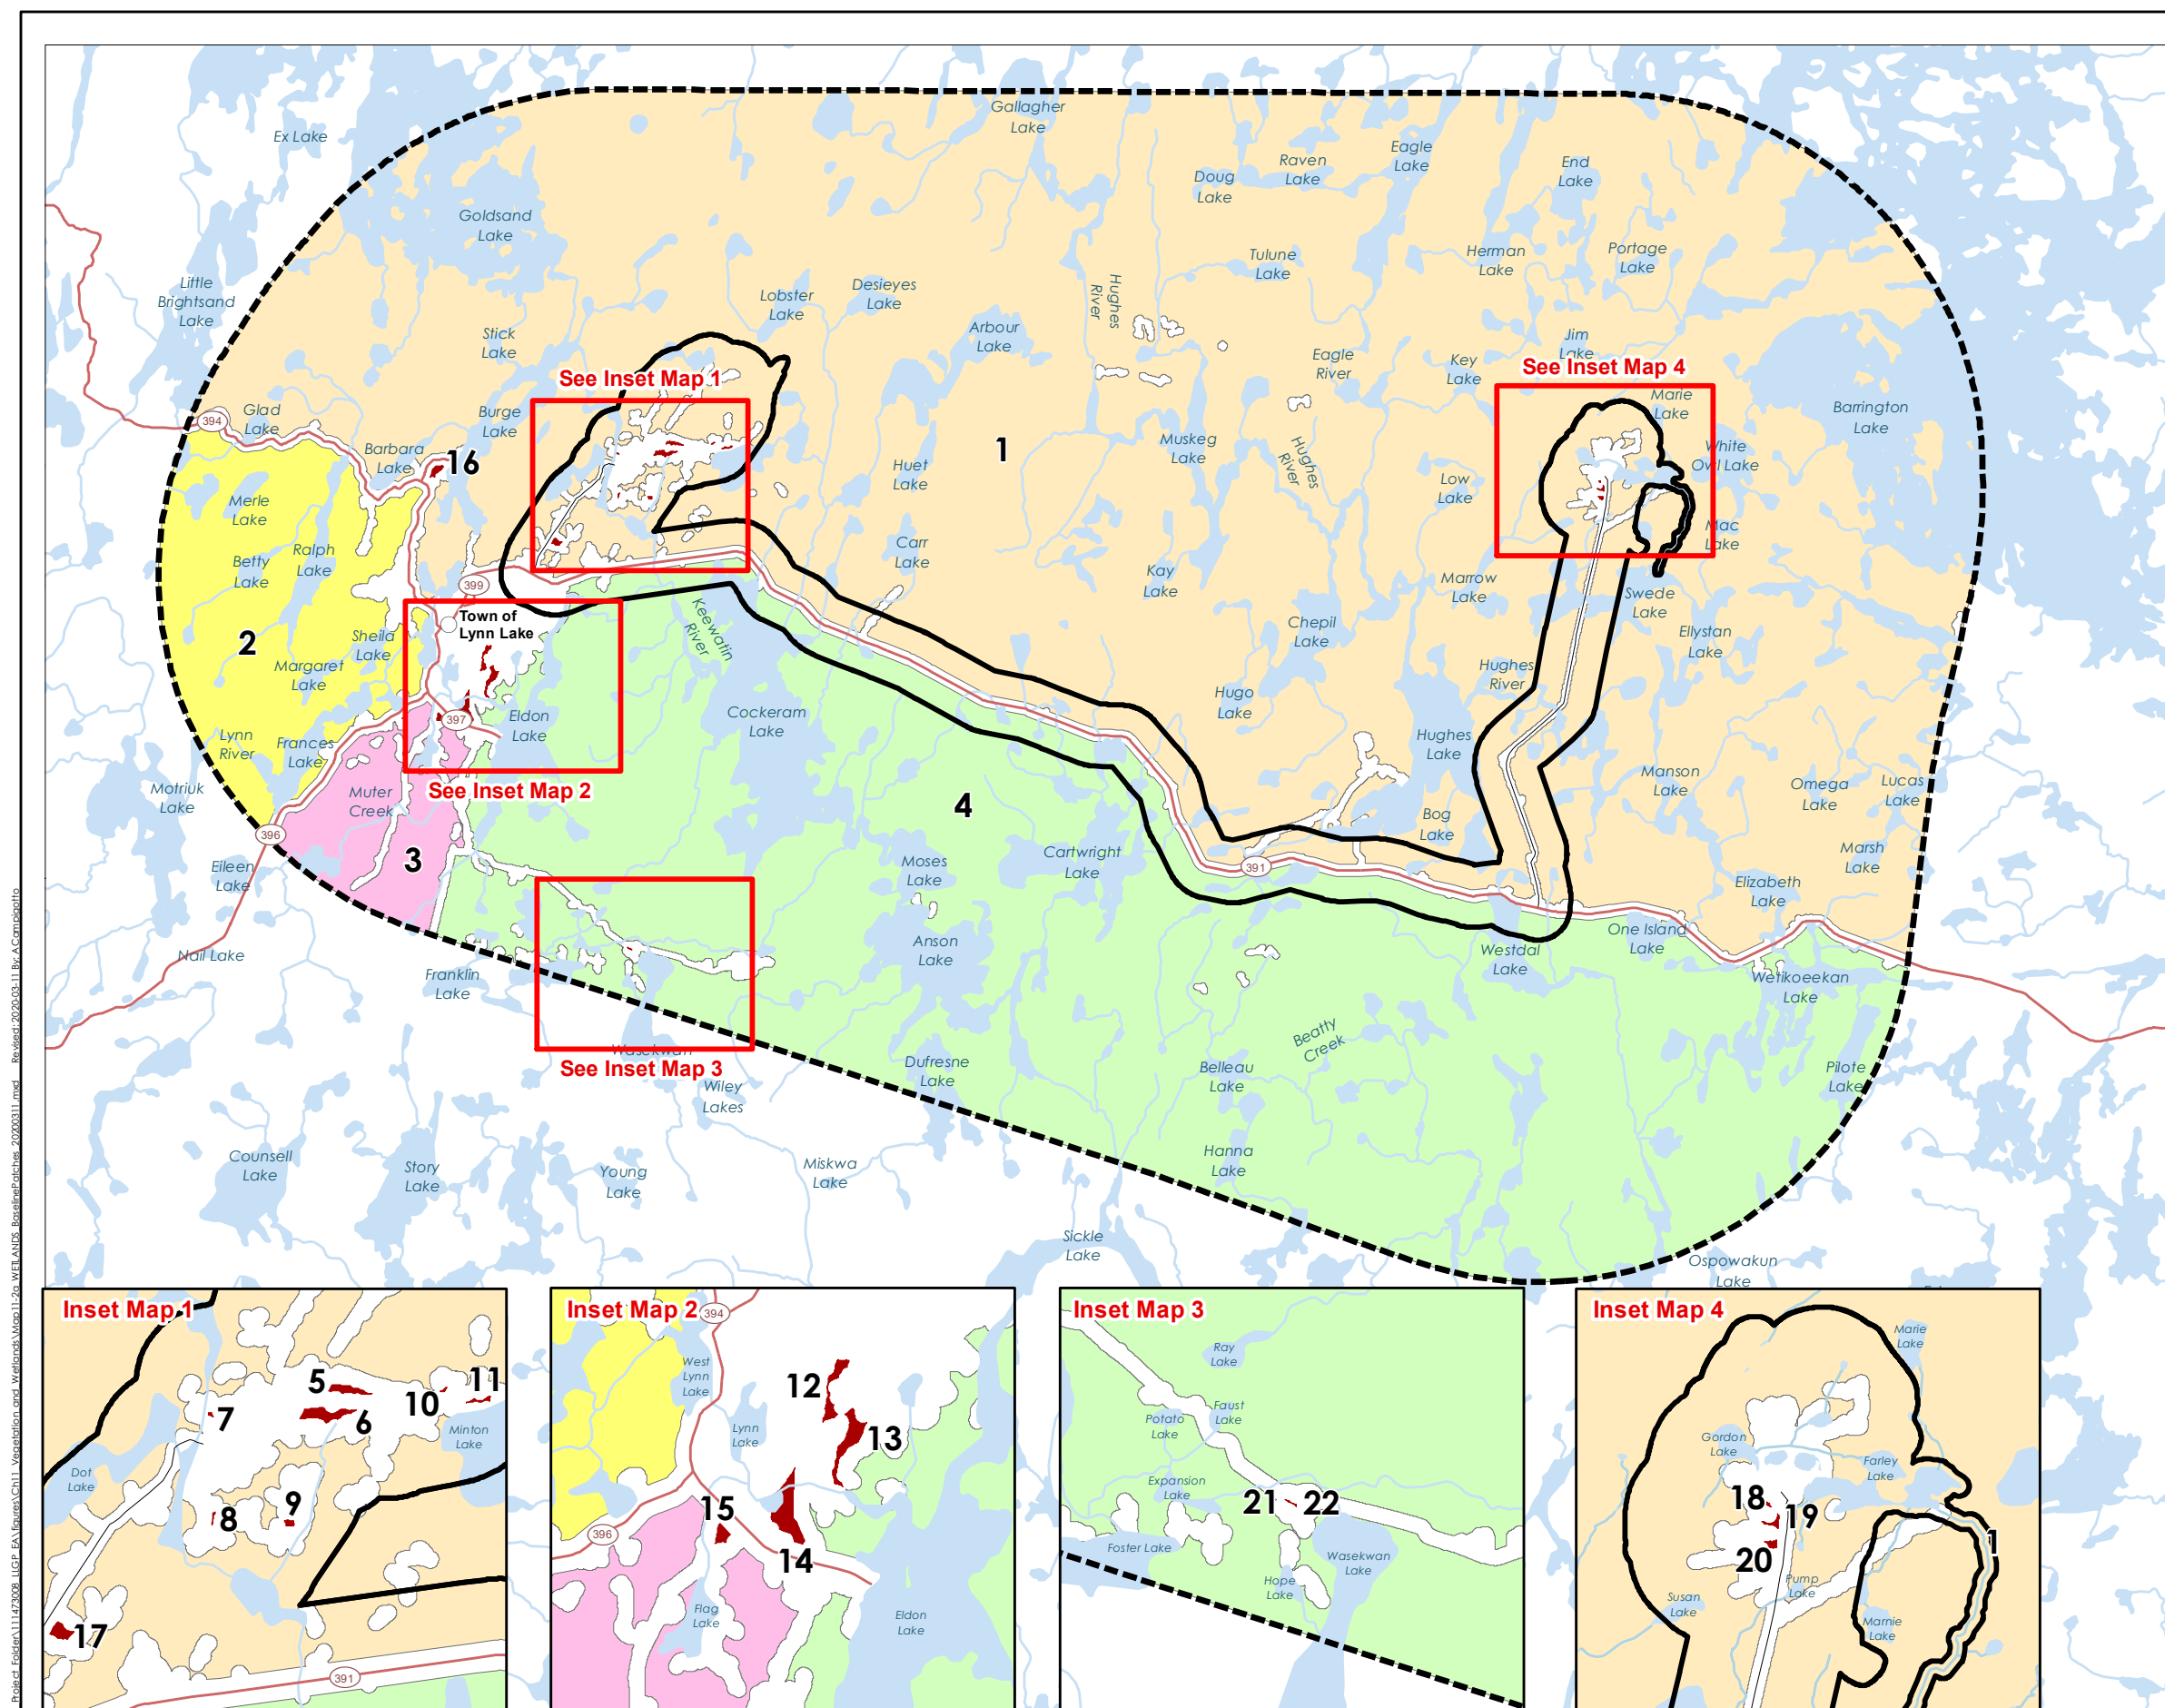 Gallagher
Lake
Ex Lake
Eagle
Lake
Raven
Lake
End
Lake
Doug
Lake
Goldsand
Lake
Tulune
Lake
Herman
Lake
Portage
Lake
Little
Brightsand
Lake
Lobster
Lake
Desieyes
Lake
Hughes
River
Stick
Lake
Arbour
Lake
Jim
Lake
Eagle
River
Key
Lake
See Inset Map 1
See Inset Map 4
Marie
Lake
Glad
Lake
394
Burge
Lake
Barrington
Lake
Barbara
Lake
16
1
Muskeg
Lake
Hughes
River
White
Owl Lake
Huet
Lake
Low
Lake
Merle
Lake
Mac
Lake
Betty
Lake
Ralph
Lake
Carr
Lake
399
Kay
Lake
Marrow
Lake
Swede
Lake
Town of
Lynn Lake
Keewatin
River
2
Sheila
Lake
Chepil
Lake
Ellystan
Lake
Margaret
Lake
Hughes
River
Hugo
Lake
Eldon
Lake
397
Cockeram
Lake
Lynn
River
Frances
Lake
Hughes
Lake
Manson
Lake
Omega
Lake
Lucas
Lake
Motriuk
Lake
Muter
Creek
See Inset Map 2
4
Bog
Lake
396
3
Moses
Lake
Cartwright
Lake
391
Marsh
Lake
Eileen
Lake
Elizabeth
Lake
Nail Lake
Anson
Lake
Westdal
Lake
One Island
Lake
Franklin
Lake
Wetikoeekan
Lake
Beatty
Creek
Wasekwan
See Inset Map 3
Dufresne
Lake
Belleau
Lake
Pilote
Lake
Wiley
Lakes
Counsell
Lake
Story
Lake
Young
Lake
Miskwa
Lake
Hanna
Lake
Sickle
Lake
Ospowakun
Lake
Inset Map 1
5
10
11
7
6
Minton
Lake
Dot
Lake
8
9
17
391
Inset Map 2
394
West
Lynn
Lake
12
Lynn
Lake
13
15
396
14
Flag
Lake
Eldon
Lake
Inset Map 3
Ray
Lake
Potato
Lake
Faust
Lake
Expansion
Lake
21
22
Foster Lake
Wasekwan
Lake
Hope
Lake
Inset Map 4
Marie
Lake
Gordon
Lake
Farley
Lake
18
19
1
20
Pump
Lake
Susan
Lake
Marnie
Lake